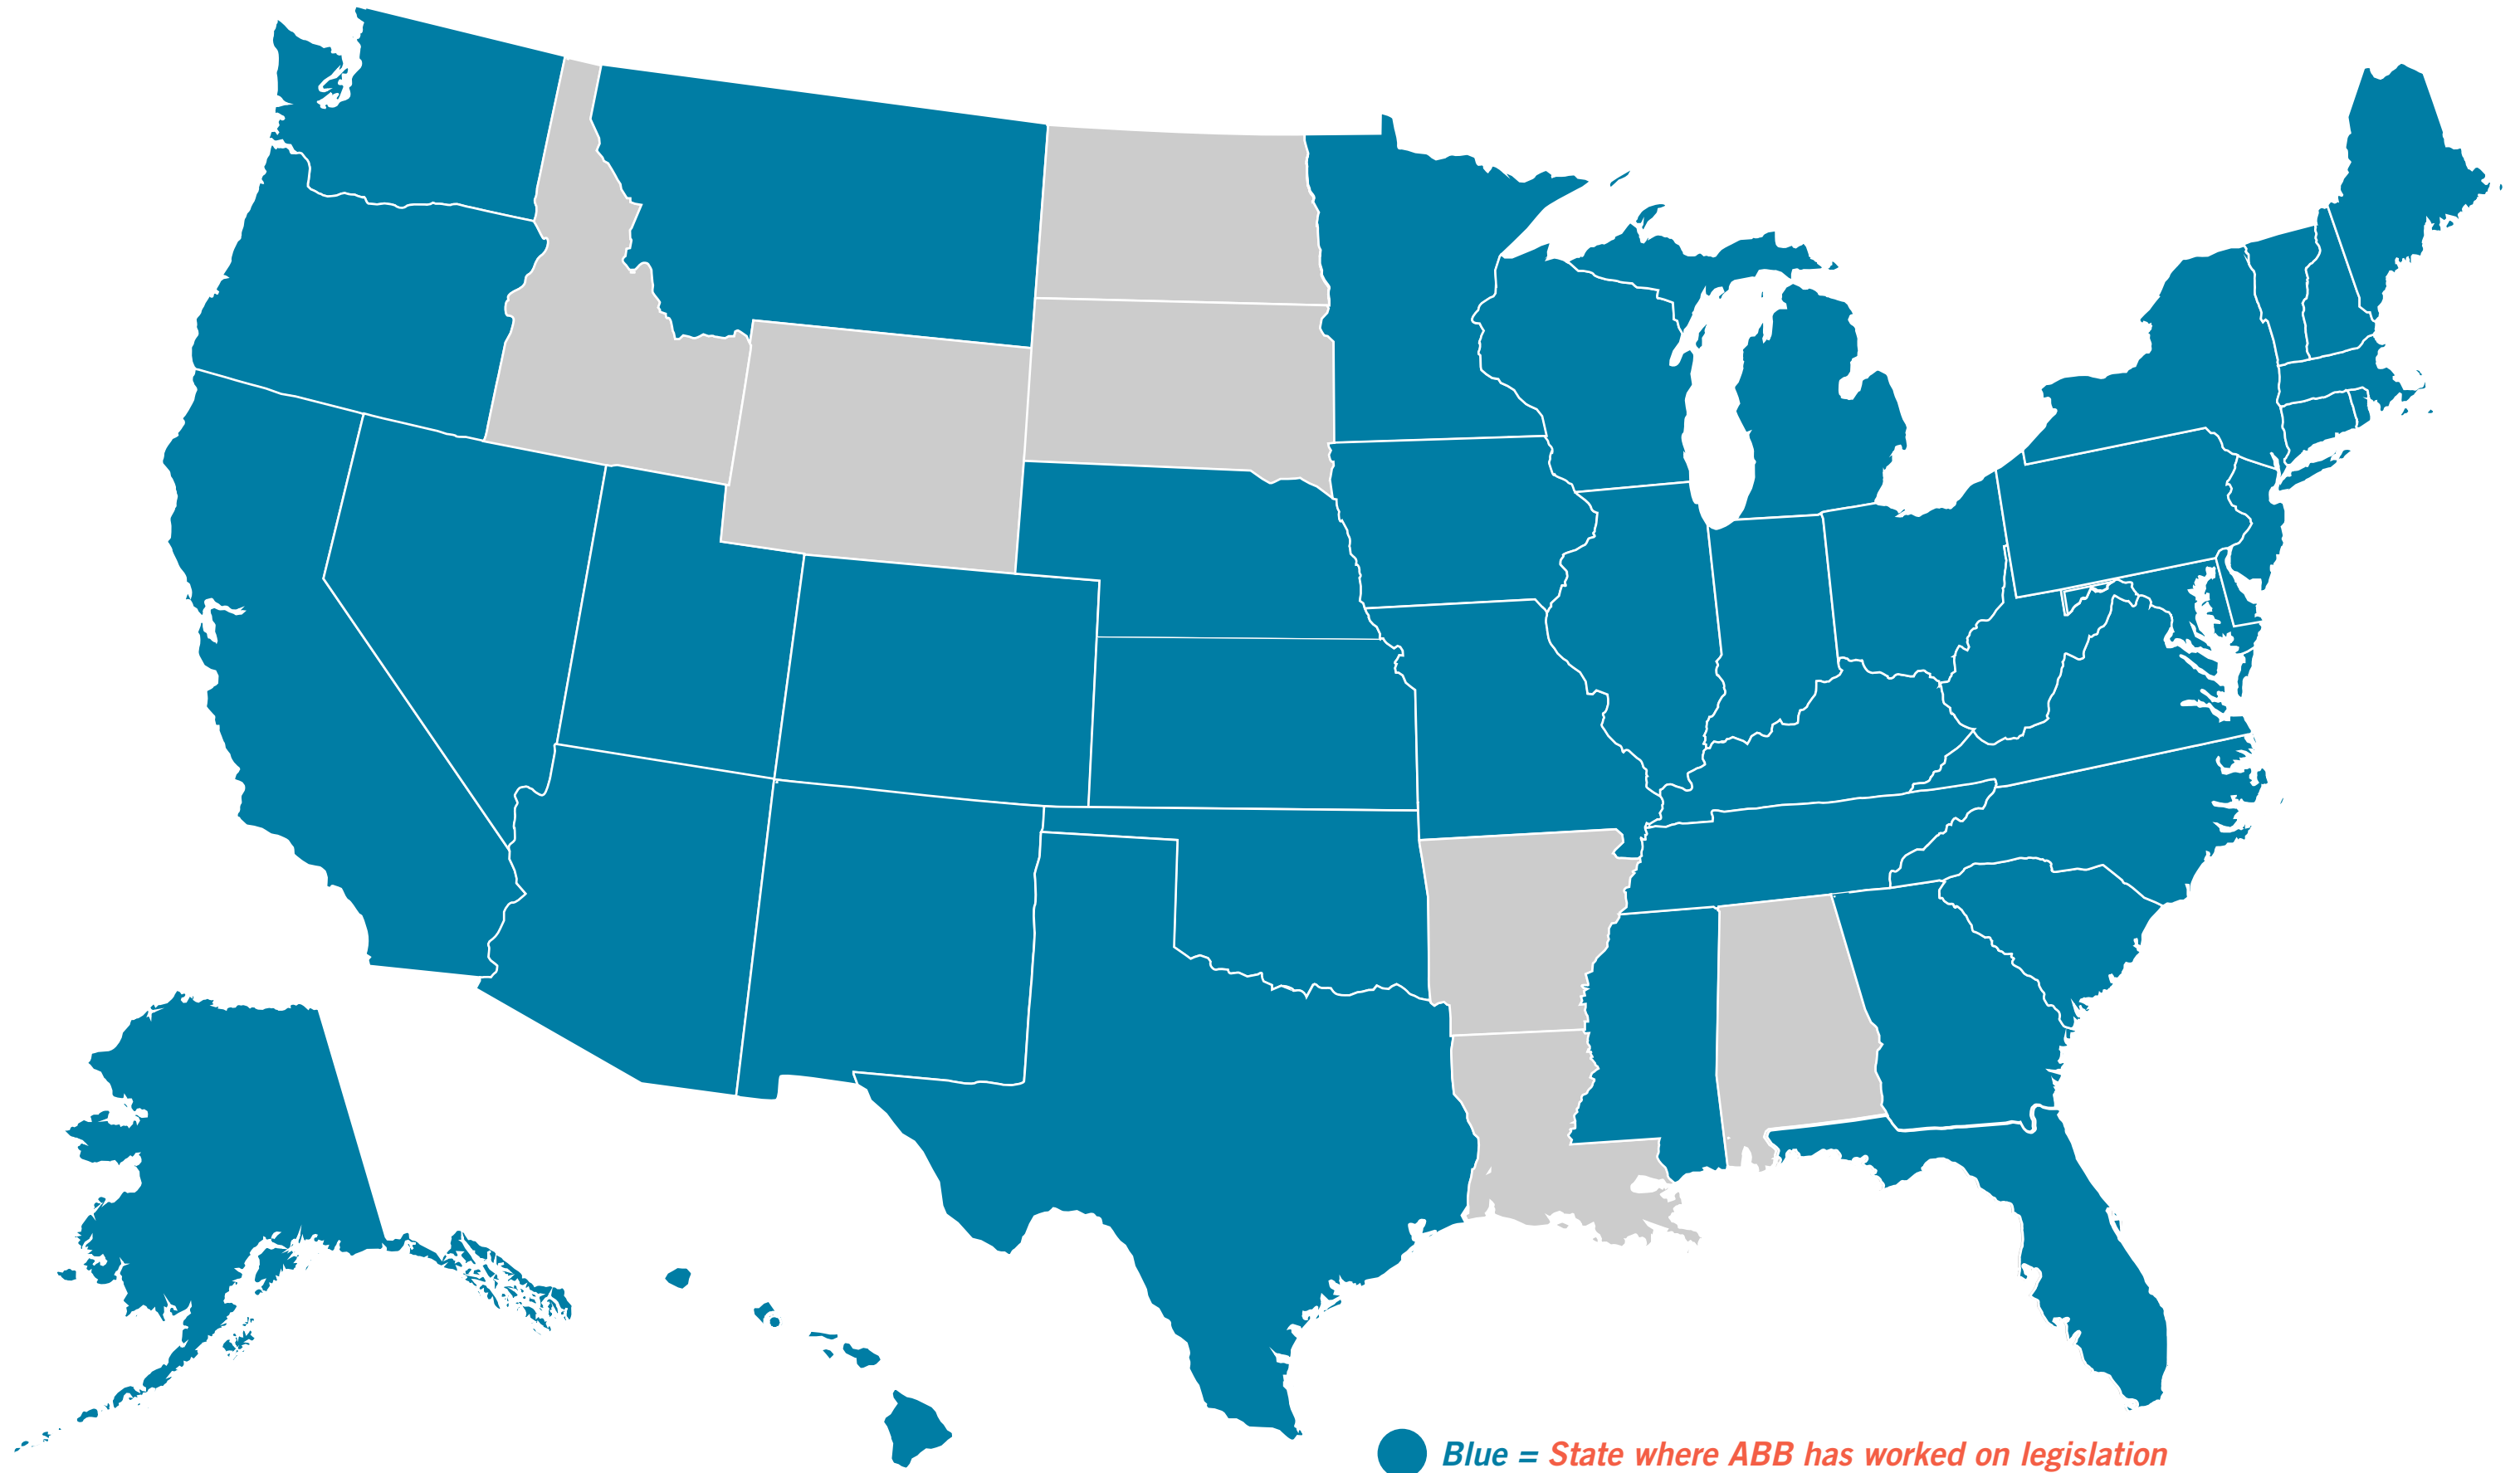 Blue = State where ABB has worked on legislation